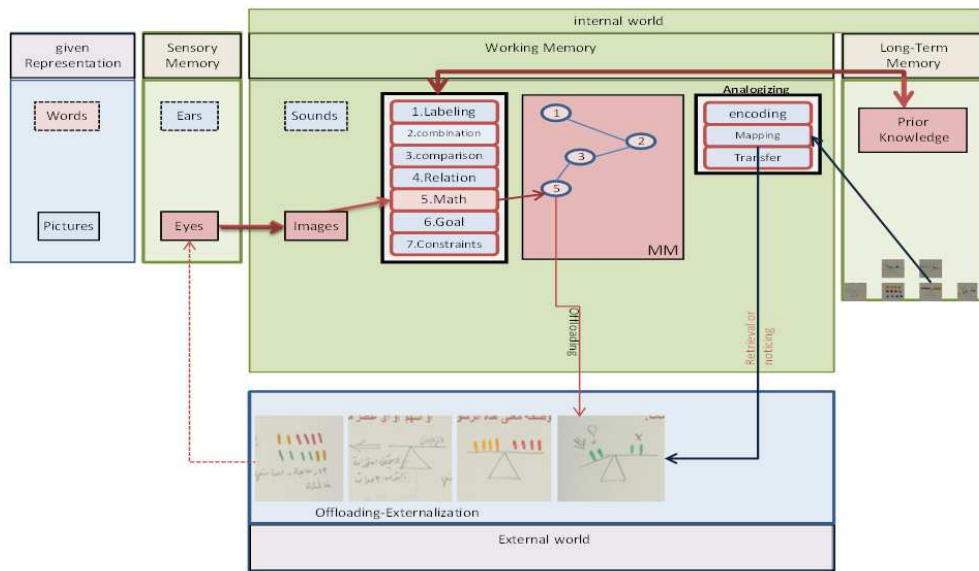 internal world
given
Representation
Sensory
Memory
Working Memory
Long-Term
Memory
Words
Ears
Sounds
Pictures
Eyes
Images
1.Labeling
2.combination
3.comparison
4.Relation
5.Math
6.Goal
7.Constraints
1
2
3
5
MM
Analogizing
encoding
Mapping
Transfer
Prior
Knowledge
Offloading
Retrieval or
noticing
x
Offloading-Externalization
External world